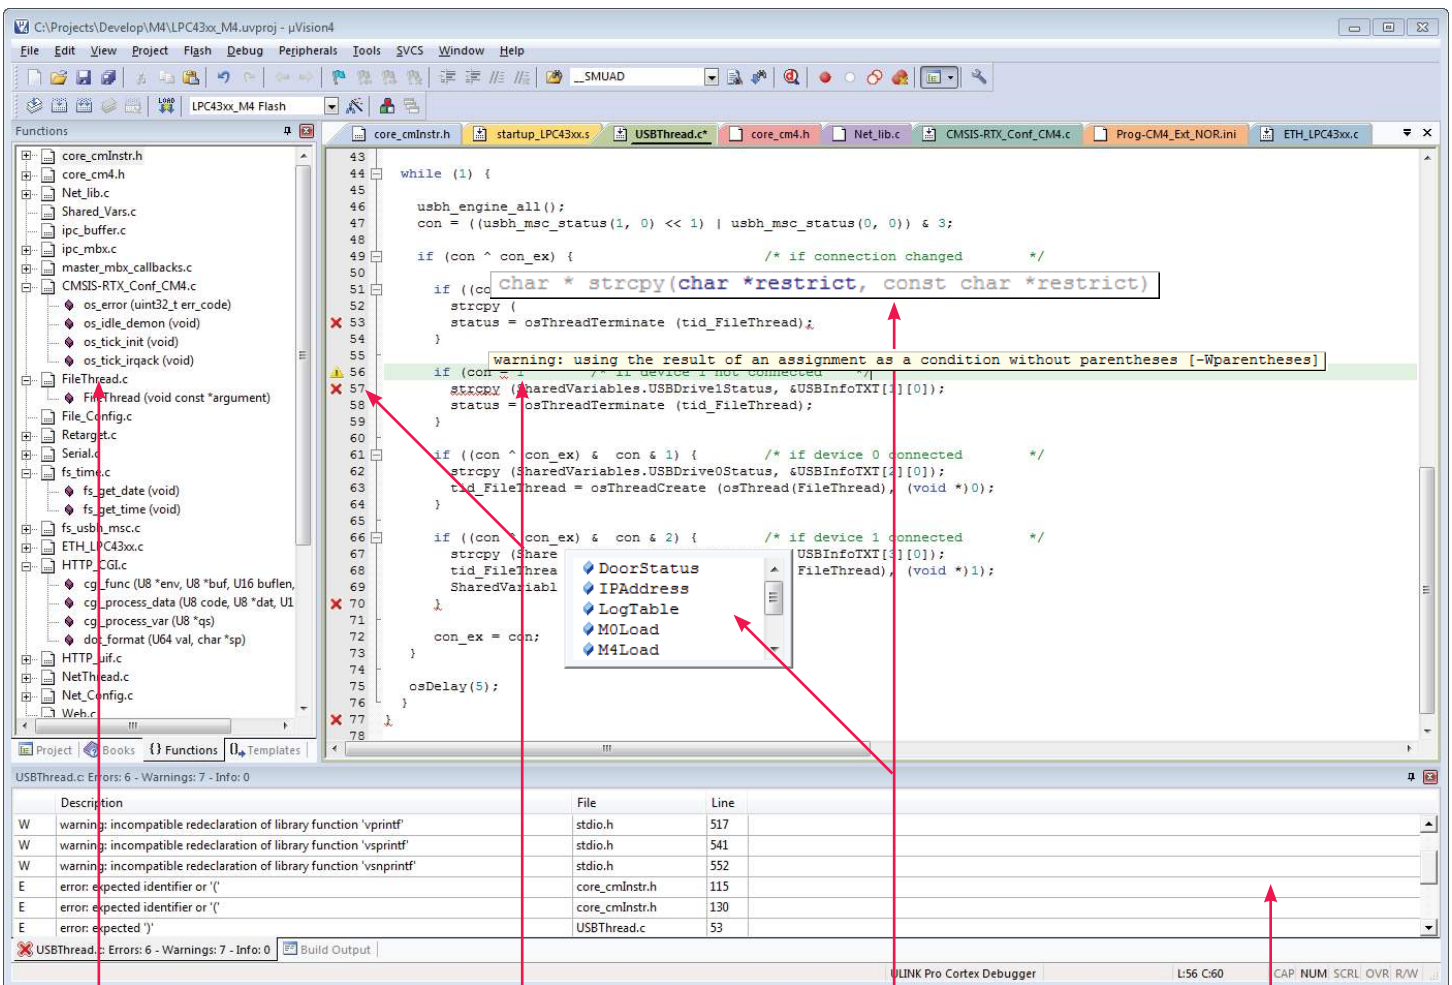 C:\Projects\Develop\M4\LPC43xx_M4.uvproj - µVision4
File Edit View Project Flash Debug Peripherals Tools SVCS Window Help
__SMUAD
LOAD LPC43xx_M4 Flash
Functions
core_cmInstr.h startup_LPC43xx.s USBThread.c* core_cm4.h Net_lib.c CMSIS-RTX_Conf_CM4.c Prog-CM4_Ext_NOR.ini ETH_LPC43xx.c
core_cmInstr.h
core_cm4.h
Net_lib.c
Shared_Vars.c
ipc_buffer.c
ipc_mbx.c
master_mbx_callbacks.c
CMSIS-RTX_Conf_CM4.c
os_error (uint32_t err_code)
os_idle_demon (void)
os_tick_init (void)
os_tick_irqack (void)
FileThread.c
FileThread (void const *argument)
File_Config.c
Retarget.c
Serial.c
fs_time.c
fs_get_date (void)
fs_get_time (void)
fs_usbh_msc.c
ETH_LPC43xx.c
HTTP_CGI.c
cgi_func (U8 *env, U8 *buf, U16 buflen,
cgi_process_data (U8 code, U8 *dat, U1
cgi_process_var (U8 *qs)
dot_format (U64 val, char *sp)
HTTP_uif.c
NetThread.c
Net_Config.c
Web.c
Project Books {} Functions Templates
43
44 while (1) {
45
46 usbh_engine_all();
47 con = ((usbh_msc_status(1, 0) << 1) | usbh_msc_status(0, 0)) & 3;
48
49 if (con ^ con_ex) { /* if connection changed */
50
char * strcpy(char *restrict, const char *restrict)
51 if ((co
52 strcpy (
53 status = osThreadTerminate (tid_FileThread);
54 }
55
warning: using the result of an assignment as a condition without parentheses [-Wparentheses]
56 if (con = 1 /* if device 1 not connected */
57 strcpy (SharedVariables.USBDrive1Status, &USBInfoTXT[1][0]);
58 status = osThreadTerminate (tid_FileThread);
59 }
60
61 if ((con ^ con_ex) & con & 1) { /* if device 0 connected */
62 strcpy (SharedVariables.USBDrive0Status, &USBInfoTXT[2][0]);
63 tid_FileThread = osThreadCreate (osThread(FileThread), (void *)0);
64 }
65
66 if ((con ^ con_ex) & con & 2) { /* if device 1 connected */
67 strcpy (Share USBInfoTXT[3][0]);
68 tid_FileThrea FileThread), (void *)1);
69 SharedVariabl
70 }
71
72 con_ex = con;
73 }
74
75 osDelay(5);
76 }
77 }
78
DoorStatus
IPAddress
LogTable
M0Load
M4Load
USBThread.c: Errors: 6 - Warnings: 7 - Info: 0
Description File Line
W warning: incompatible redeclaration of library function 'vprintf' stdio.h 517
W warning: incompatible redeclaration of library function 'vsprintf' stdio.h 541
W warning: incompatible redeclaration of library function 'vsnprintf' stdio.h 552
E error: expected identifier or '(' core_cmInstr.h 115
E error: expected identifier or '(' core_cmInstr.h 130
E error: expected ')' USBThread.c 53
USBThread.c: Errors: 6 - Warnings: 7 - Info: 0 Build Output
ULINK Pro Cortex Debugger L:56 C:60 CAP NUM SCRL OVR R/W